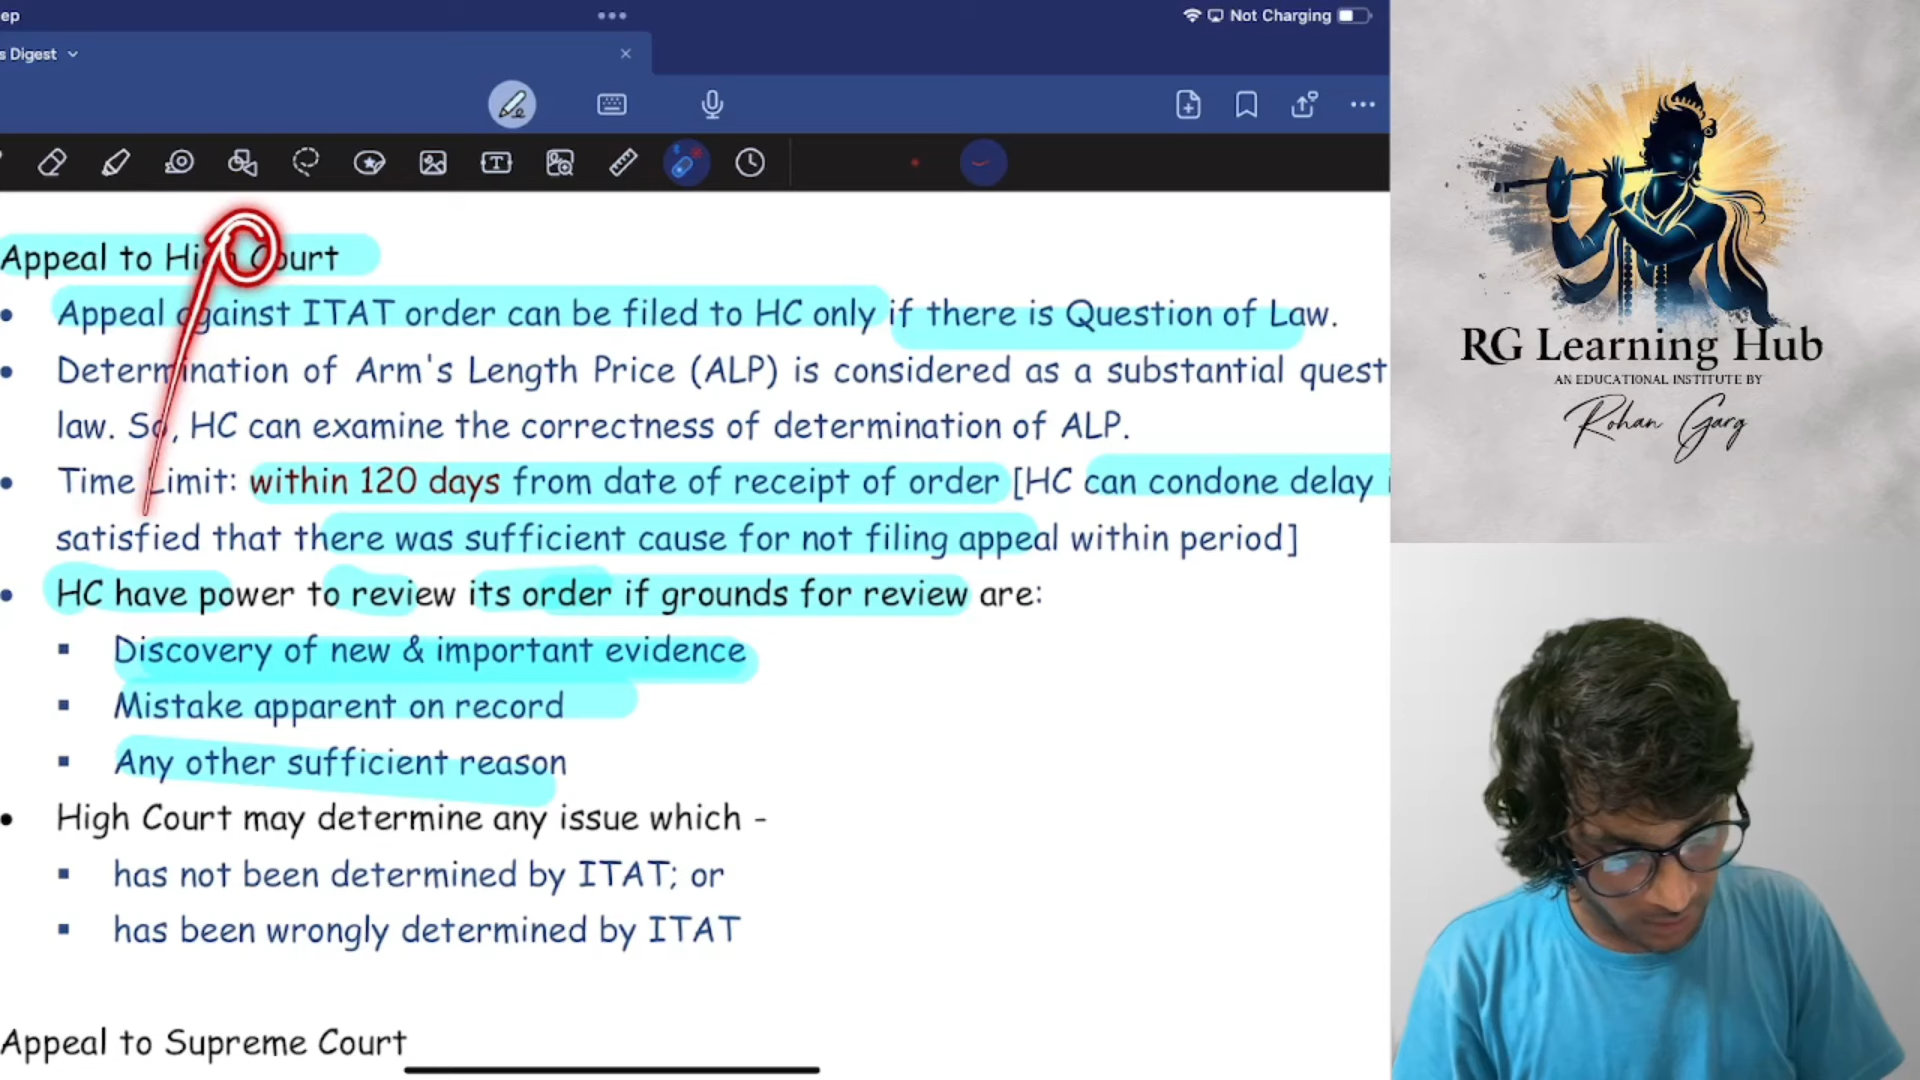 ep
Not Charging
s Digest
Appeal to High Court
• Appeal against ITAT order can be filed to HC only if there is Question of Law.
• Determination of Arm's Length Price (ALP) is considered as a substantial quest
law. So, HC can examine the correctness of determination of ALP.
• Time Limit: within 120 days from date of receipt of order [HC can condone delay i
satisfied that there was sufficient cause for not filing appeal within period]
• HC have power to review its order if grounds for review are:
▪ Discovery of new & important evidence
▪ Mistake apparent on record
▪ Any other sufficient reason
• High Court may determine any issue which -
▪ has not been determined by ITAT; or
▪ has been wrongly determined by ITAT
Appeal to Supreme Court
RG Learning Hub
AN EDUCATIONAL INSTITUTE BY
Rohan Garg